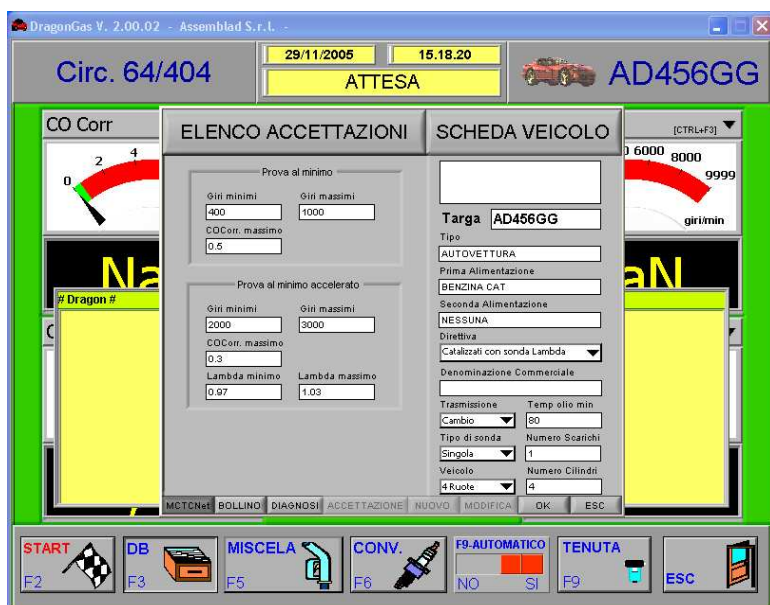 DragonGas V. 2.00.02 - Assemblad S.r.l. -
Circ. 64/404
29/11/2005
15.18.20
ATTESA
AD456GG
CO Corr
[CTRL+F3]
0
2
4
6000
8000
9999
giri/min
Na
aN
# Dragon #
ELENCO ACCETTAZIONI
SCHEDA VEICOLO
Prova al minimo
Giri minimi
Giri massimi
400
1000
COCorr. massimo
0.5
Prova al minimo accelerato
Giri minimi
Giri massimi
2000
3000
COCorr. massimo
0.3
Lambda minimo
Lambda massimo
0.97
1.03
Targa AD456GG
Tipo
AUTOVETTURA
Prima Alimentazione
BENZINA CAT
Seconda Alimentazione
NESSUNA
Direttiva
Catalizzati con sonda Lambda
Denominazione Commerciale
Trasmissione
Temp olio min
Cambio
80
Tipo di sonda
Numero Scarichi
Singola
1
Veicolo
Numero Cilindri
4 Ruote
4
MCTCNet BOLLINO DIAGNOSI ACCETTAZIONE NUOVO MODIFICA OK ESC
START
F2
DB
F3
MISCELA
F5
CONV.
F6
F9-AUTOMATICO
NO SI
TENUTA
F9
ESC